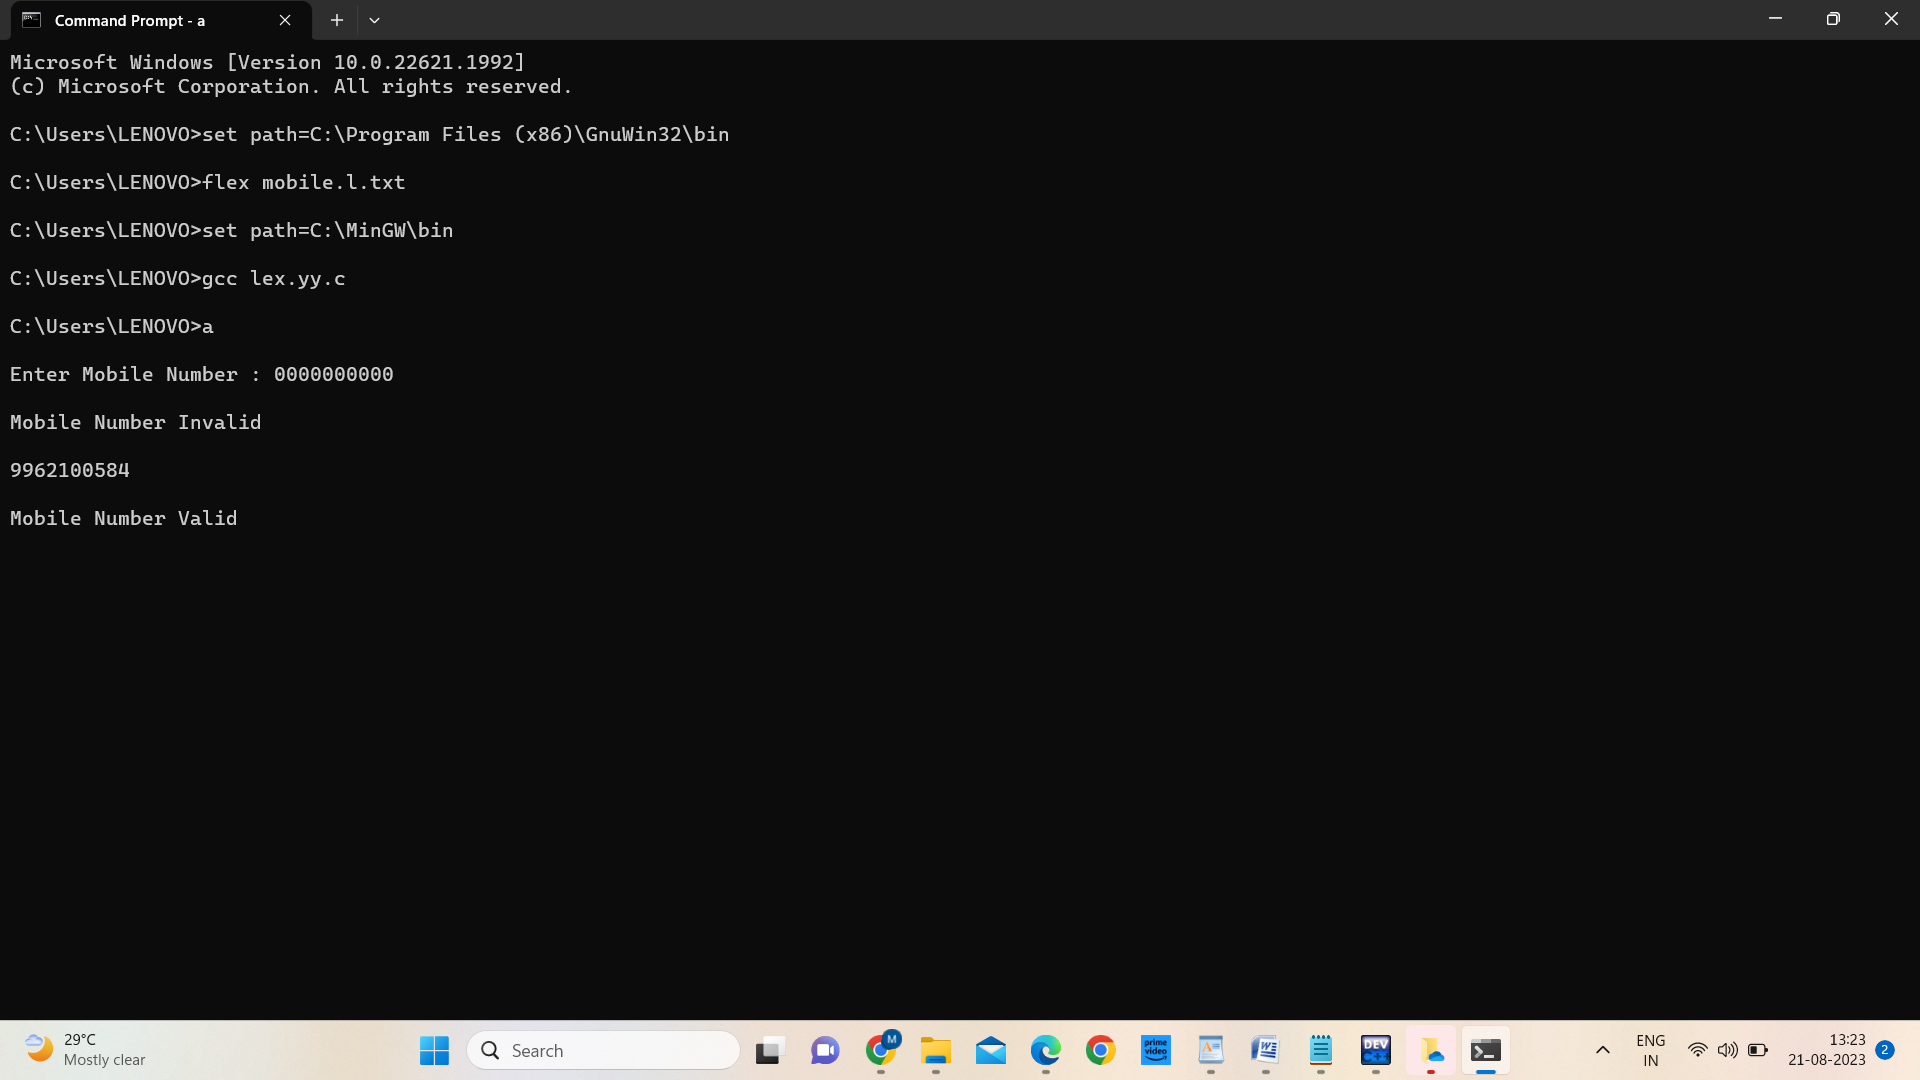 Command Prompt - a
Microsoft Windows [Version 10.0.22621.1992]
(c) Microsoft Corporation. All rights reserved.
C:\Users\LENOVO>set path=C:\Program Files (x86)\GnuWin32\bin
C:\Users\LENOVO>flex mobile.l.txt
C:\Users\LENOVO>set path=C:\MinGW\bin
C:\Users\LENOVO>gcc lex.yy.c
C:\Users\LENOVO>a
Enter Mobile Number : 0000000000
Mobile Number Invalid
9962100584
Mobile Number Valid
29°C
Mostly clear
Search
M
prime
video
DEV
C++
ENG
IN
13:23
21-08-2023
2